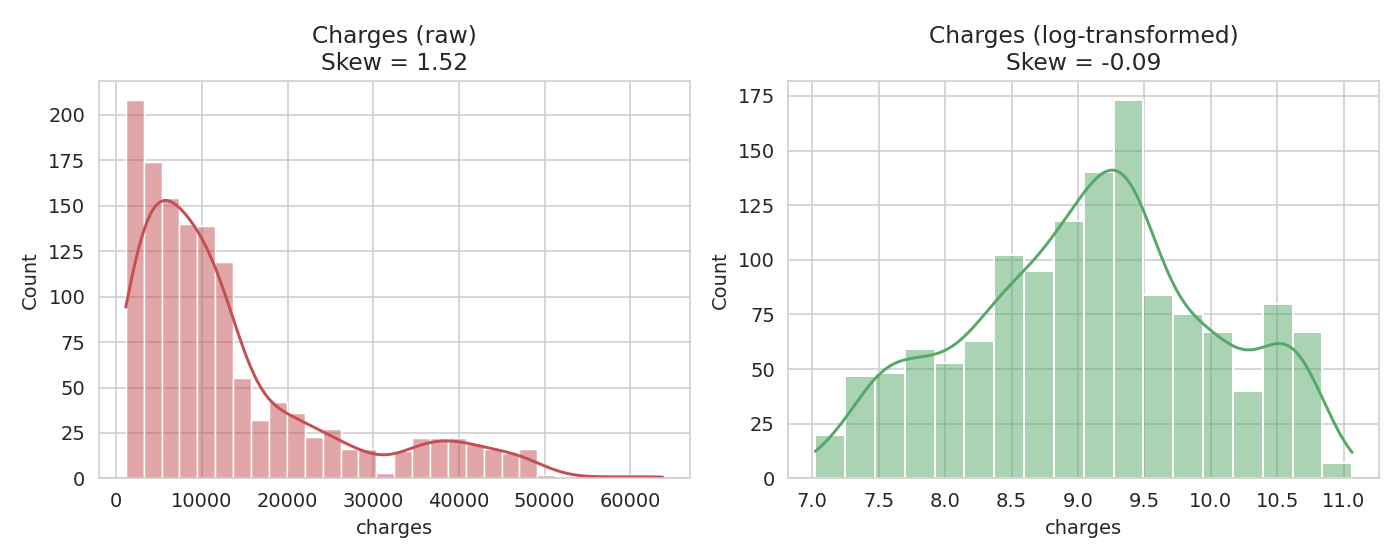 Charges (raw)
Skew = 1.52
Count
200
175
150
125
100
75
50
25
0
0 10000 20000 30000 40000 50000 60000
charges
Charges (log-transformed)
Skew = -0.09
Count
175
150
125
100
75
50
25
0
7.0 7.5 8.0 8.5 9.0 9.5 10.0 10.5 11.0
charges